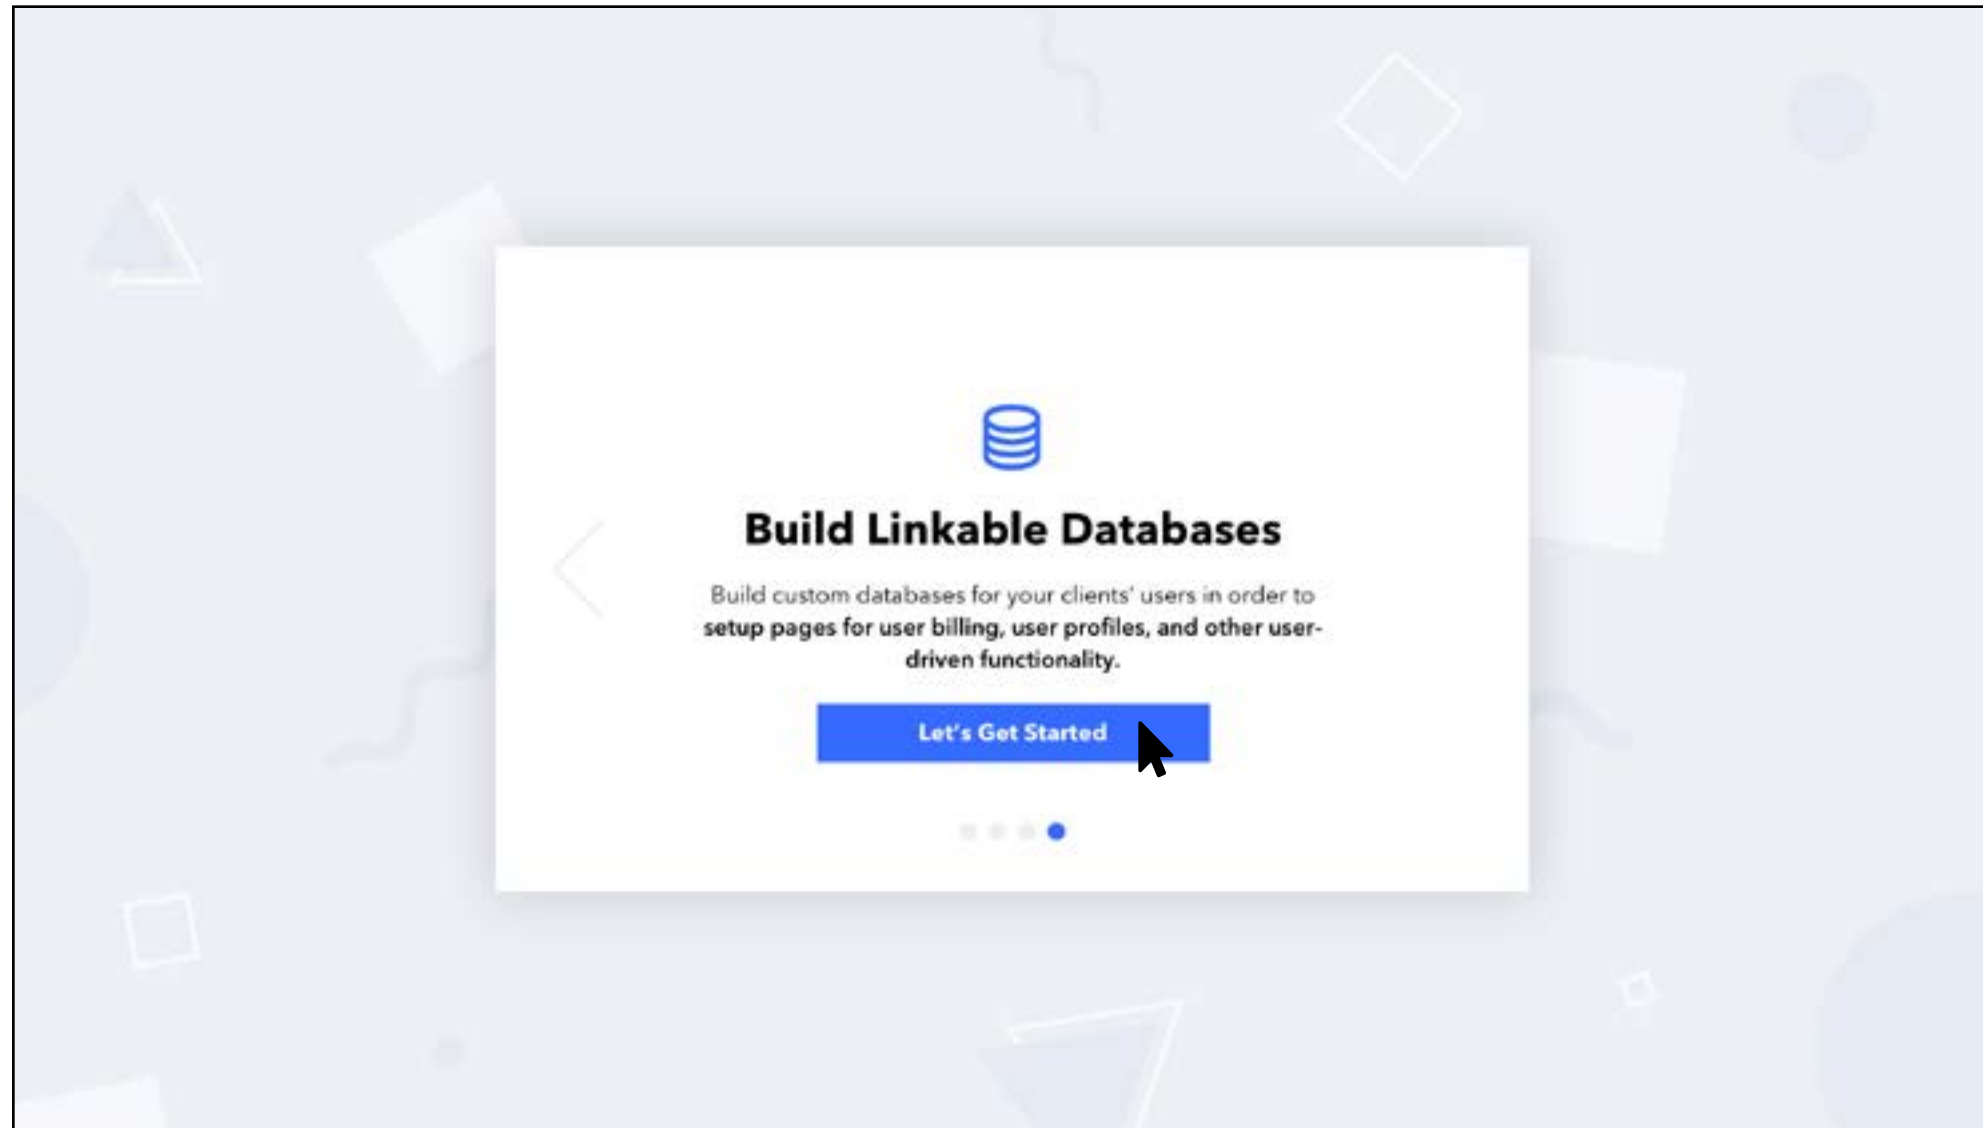 Build Linkable Databases
Build custom databases for your clients' users in order to
setup pages for user billing, user profiles, and other user-
driven functionality.
Let's Get Started